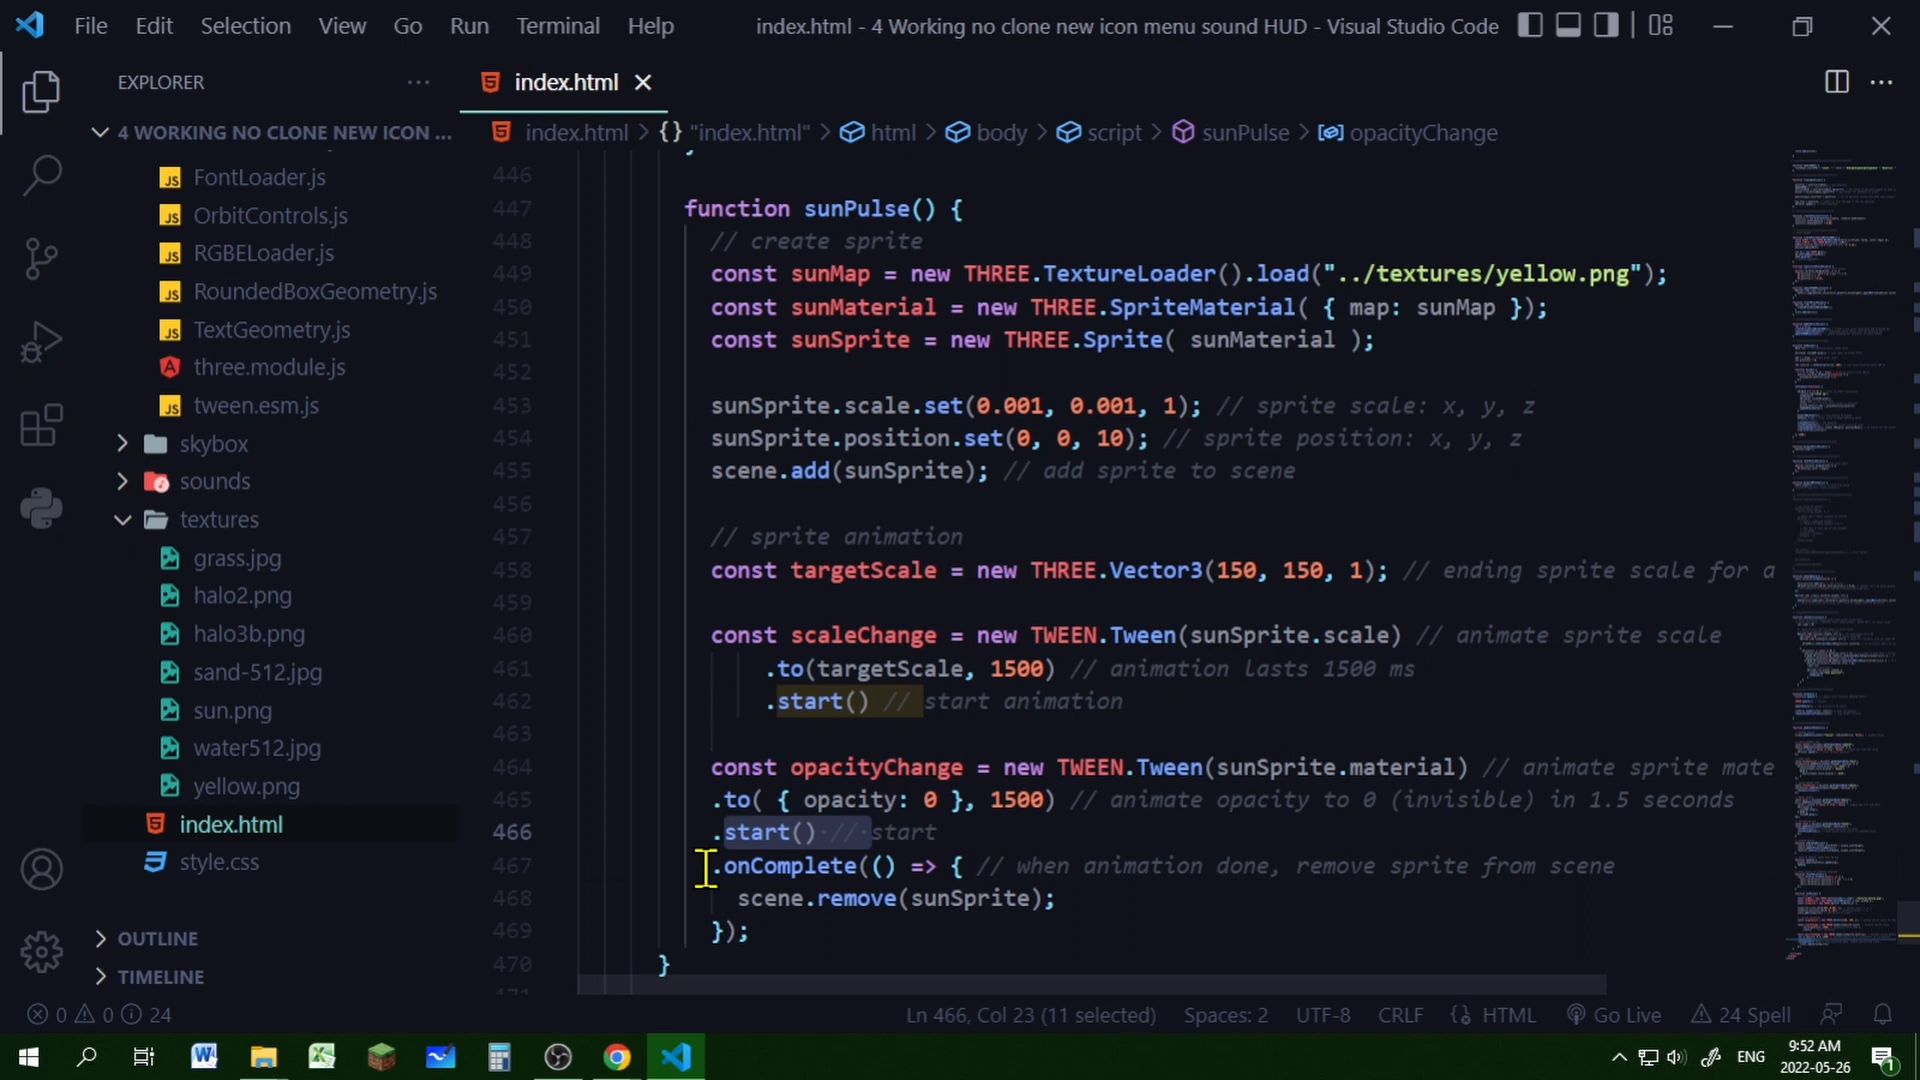 File Edit Selection View Go Run Terminal Help index.html - 4 Working no clone new icon menu sound HUD - Visual Studio Code
EXPLORER
index.html
4 WORKING NO CLONE NEW ICON ...
index.html > {} "index.html" > html > body > script > sunPulse > opacityChange
FontLoader.js
OrbitControls.js
RGBELoader.js
RoundedBoxGeometry.js
TextGeometry.js
three.module.js
tween.esm.js
skybox
sounds
textures
grass.jpg
halo2.png
halo3b.png
sand-512.jpg
sun.png
water512.jpg
yellow.png
index.html
style.css
OUTLINE
TIMELINE
446
447 function sunPulse() {
448 // create sprite
449 const sunMap = new THREE.TextureLoader().load("../textures/yellow.png");
450 const sunMaterial = new THREE.SpriteMaterial( { map: sunMap });
451 const sunSprite = new THREE.Sprite( sunMaterial );
452
453 sunSprite.scale.set(0.001, 0.001, 1); // sprite scale: x, y, z
454 sunSprite.position.set(0, 0, 10); // sprite position: x, y, z
455 scene.add(sunSprite); // add sprite to scene
456
457 // sprite animation
458 const targetScale = new THREE.Vector3(150, 150, 1); // ending sprite scale for a
459
460 const scaleChange = new TWEEN.Tween(sunSprite.scale) // animate sprite scale
461 .to(targetScale, 1500) // animation lasts 1500 ms
462 .start() // start animation
463
464 const opacityChange = new TWEEN.Tween(sunSprite.material) // animate sprite mate
465 .to( { opacity: 0 }, 1500) // animate opacity to 0 (invisible) in 1.5 seconds
466 .start() // start
467 .onComplete(() => { // when animation done, remove sprite from scene
468 scene.remove(sunSprite);
469 });
470 }
0 0 24
Ln 466, Col 23 (11 selected) Spaces: 2 UTF-8 CRLF {} HTML Go Live 24 Spell
ENG
9:52 AM
2022-05-26
1